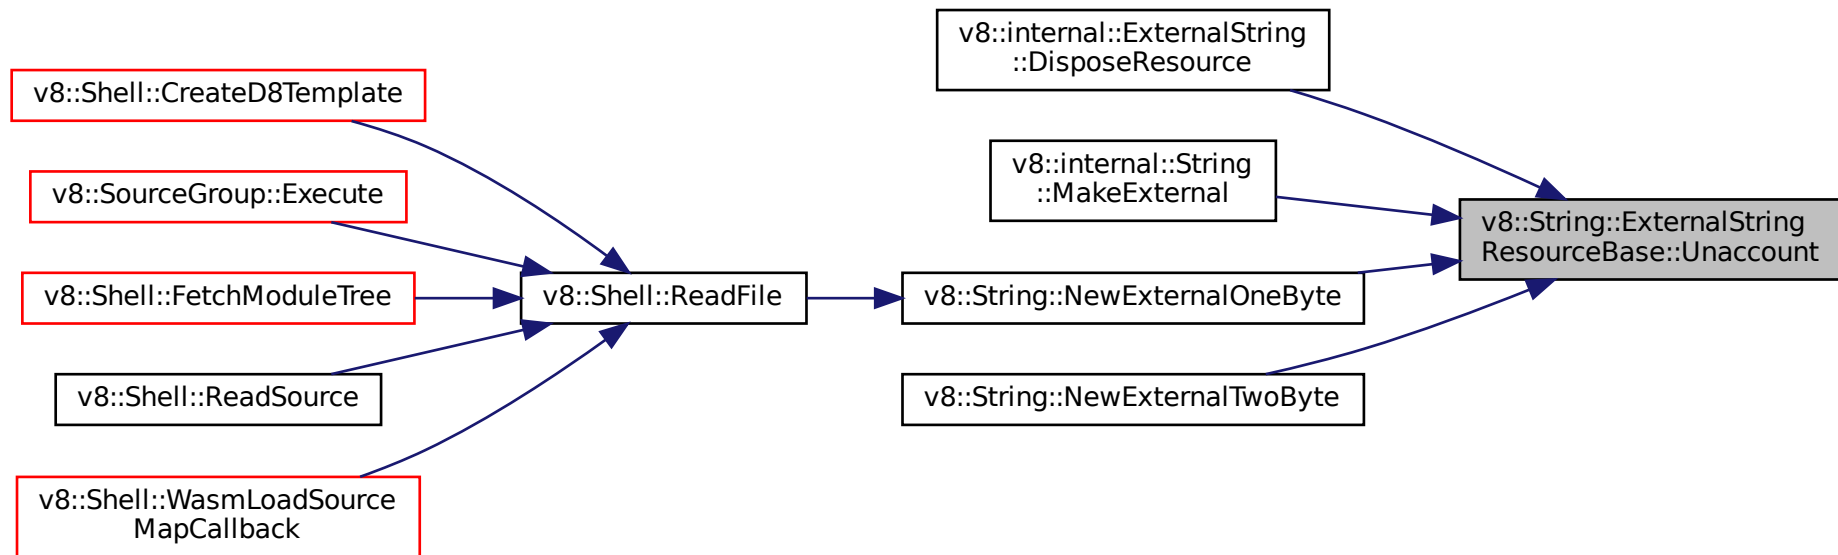 v8::Shell::CreateD8Template
v8::SourceGroup::Execute
v8::Shell::FetchModuleTree
v8::Shell::ReadSource
v8::Shell::WasmLoadSource
MapCallback
v8::Shell::ReadFile
v8::internal::ExternalString
::DisposeResource
v8::internal::String
::MakeExternal
v8::String::NewExternalOneByte
v8::String::NewExternalTwoByte
v8::String::ExternalString
ResourceBase::Unaccount